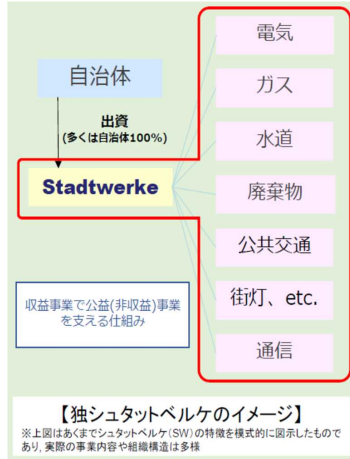 自治体
出資
(多くは自治体100%)
Stadtwerke
電気
ガス
水道
廃棄物
公共交通
街灯、etc.
通信
収益事業で公益(非収益)事業
を支える仕組み
【独シュタットベルケのイメージ】
※上図はあくまでシュタットベルケ(SW)の特徴を模式的に図示したもので
あり, 実際の事業内容や組織構造は多様